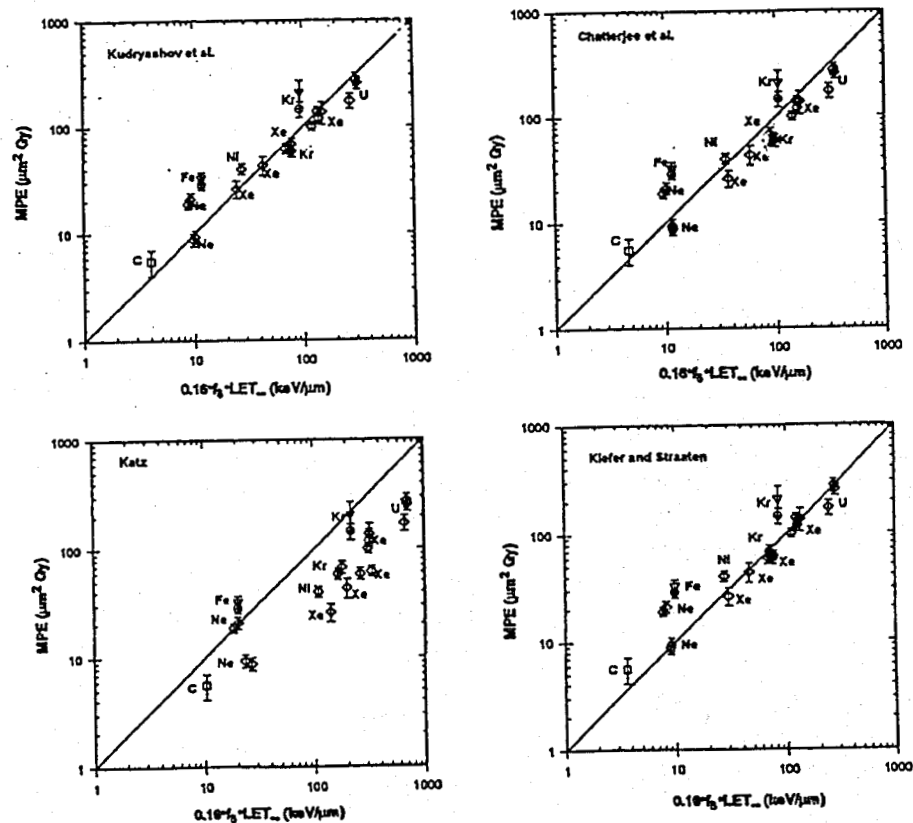 1000
Kudryashov et al.
Kr
U
Xe
100
Xe
Kr
Ni
Fe
Xe
Ne
10
Ne
C
1
1 10 100 1000
MPE (μm² Gy)
0.16·f₅·LET∞ (keV/μm)
1000
Chatterjee et al.
Kr
U
Xe
100
Xe
Kr
Ni
Xe
Fe
Ne
Xe
10
Ne
C
1
1 10 100 1000
MPE (μm² Gy)
0.16·f₅·LET∞ (keV/μm)
1000
Katz
U
Kr
Xe
100
Kr
Ni
Xe
Fe
Xe
Ne
10
Ne
C
1
1 10 100 1000
MPE (μm² Gy)
0.16·f₅·LET∞ (keV/μm)
1000
Kiefer and Straaten
Kr
U
Xe
100
Kr
Xe
Ni
Xe
Fe
Xe
Ne
10
Ne
C
1
1 10 100 1000
MPE (μm² Gy)
0.16·f₅·LET∞ (keV/μm)